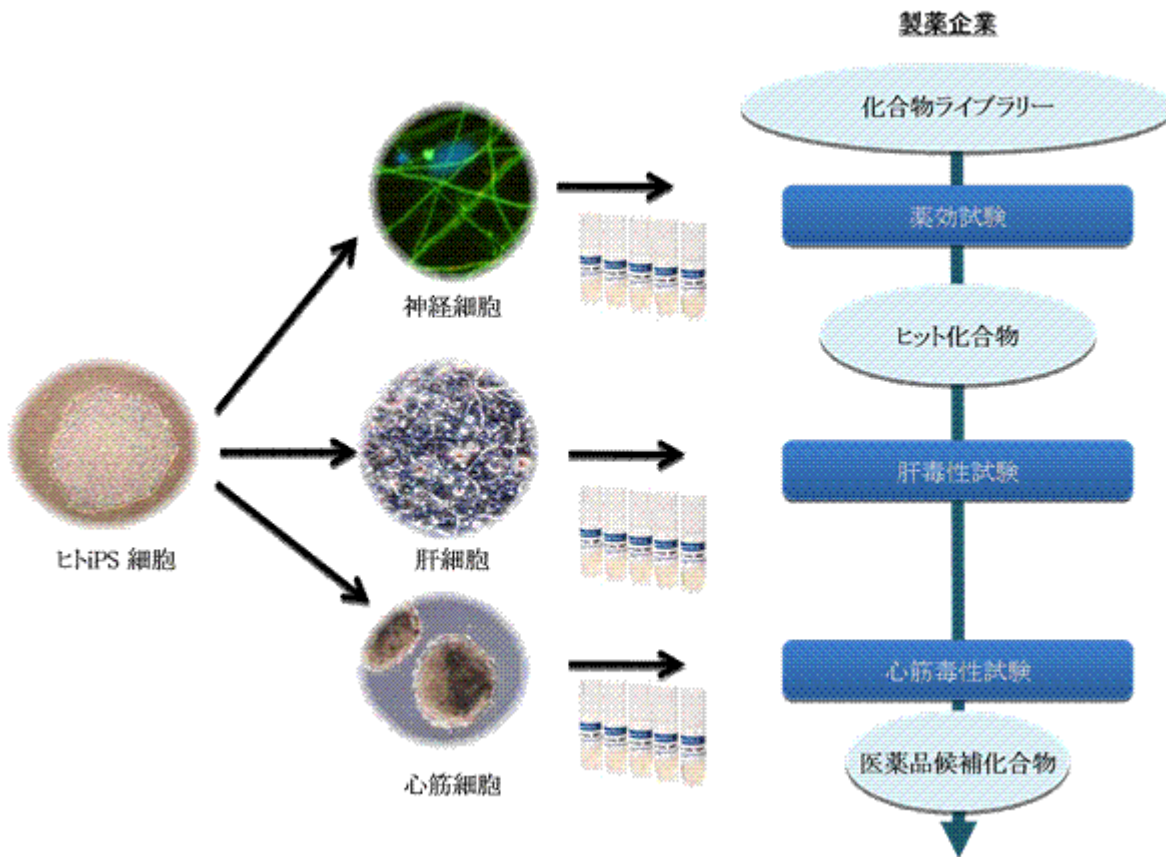 製薬企業
化合物ライブラリー
薬効試験
神経細胞
ヒット化合物
肝毒性試験
ヒトiPS 細胞
肝細胞
心筋毒性試験
医薬品候補化合物
心筋細胞